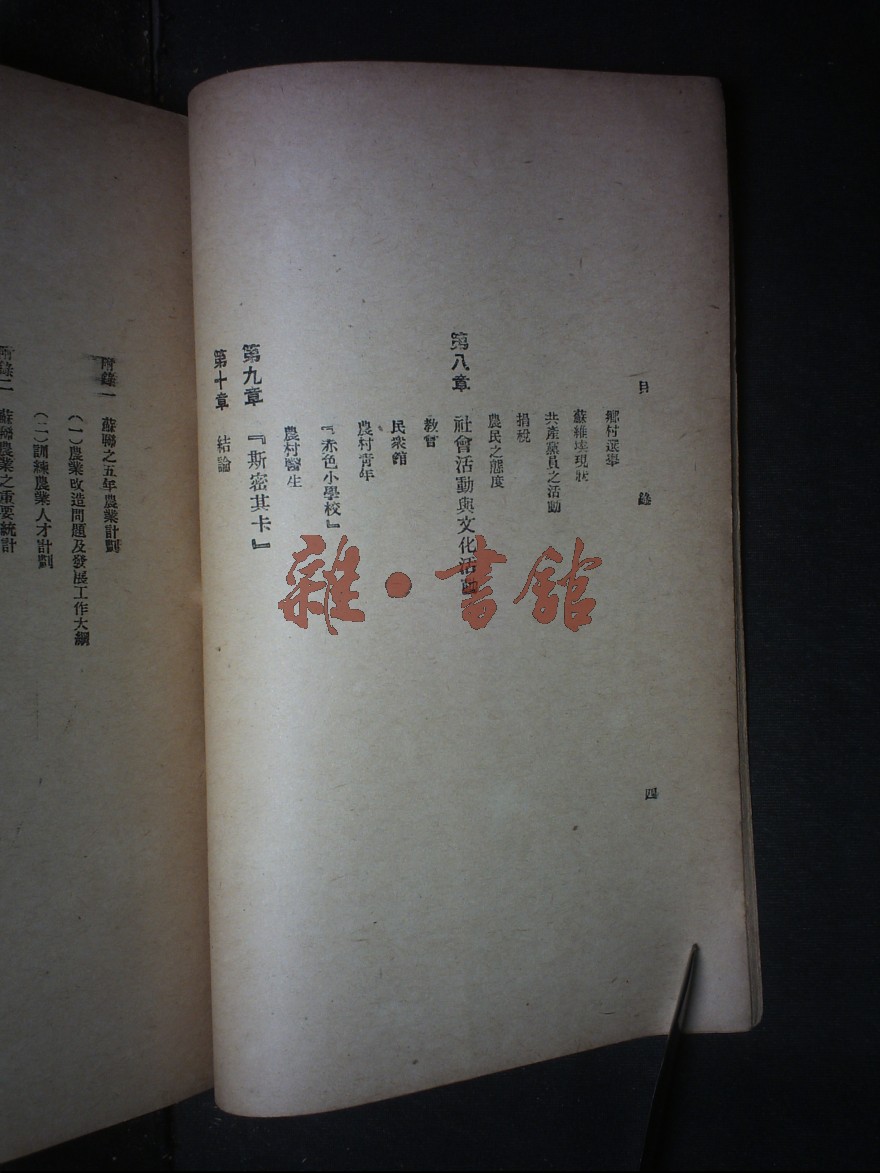 目錄
四
鄉村選舉
蘇維埃現狀
共產黨員之活動
捐稅
農民之態度
第八章 社會活動與文化活動
教會
民衆館
農村青年
『赤色小學校』
農村醫生
第九章 『斯密其卡』
第十章 結論
附錄一 蘇聯之五年農業計劃
(一)農業改造問題及發展工作大綱
(二)訓練農業人才計劃
附錄二 蘇聯農業之重要統計
雜·書館